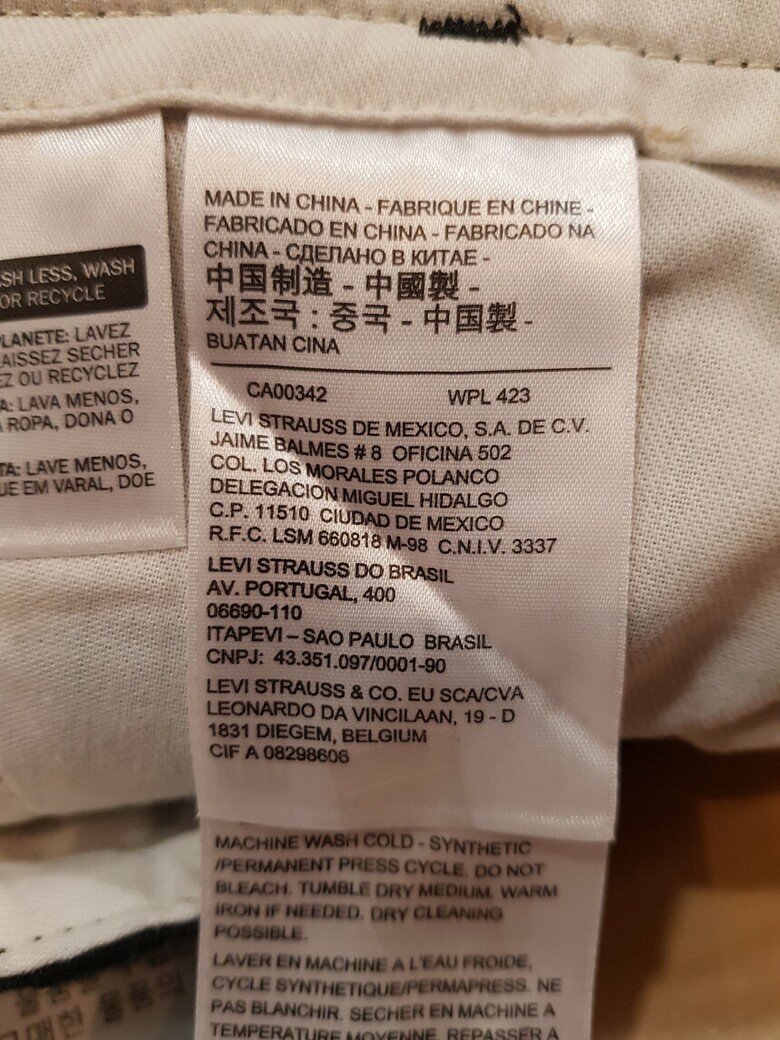 SH LESS, WASH
OR RECYCLE
PLANETE: LAVEZ
AISSEZ SECHER
EZ OU RECYCLEZ
A: LAVA MENOS,
ROPA, DONA O
TA: LAVE MENOS,
UE EM VARAL, DOE
MADE IN CHINA - FABRIQUE EN CHINE -
FABRICADO EN CHINA - FABRICADO NA
CHINA - СДЕЛАНО В КИТАЕ -
中国制造 - 中國製 -
제조국 : 중국 - 中国製 -
BUATAN CINA
CA00342 WPL 423
LEVI STRAUSS DE MEXICO, S.A. DE C.V.
JAIME BALMES # 8 OFICINA 502
COL. LOS MORALES POLANCO
DELEGACION MIGUEL HIDALGO
C.P. 11510 CIUDAD DE MEXICO
R.F.C. LSM 660818 M-98 C.N.I.V. 3337
LEVI STRAUSS DO BRASIL
AV. PORTUGAL, 400
06690-110
ITAPEVI – SAO PAULO BRASIL
CNPJ: 43.351.097/0001-90
LEVI STRAUSS & CO. EU SCA/CVA
LEONARDO DA VINCILAAN, 19 - D
1831 DIEGEM, BELGIUM
CIF A 08298606
MACHINE WASH COLD - SYNTHETIC
/PERMANENT PRESS CYCLE. DO NOT
BLEACH. TUMBLE DRY MEDIUM. WARM
IRON IF NEEDED. DRY CLEANING
POSSIBLE.
LAVER EN MACHINE A L'EAU FROIDE,
CYCLE SYNTHETIQUE/PERMAPRESS. NE
PAS BLANCHIR. SECHER EN MACHINE A
TEMPERATURE MOYENNE. REPASSER A